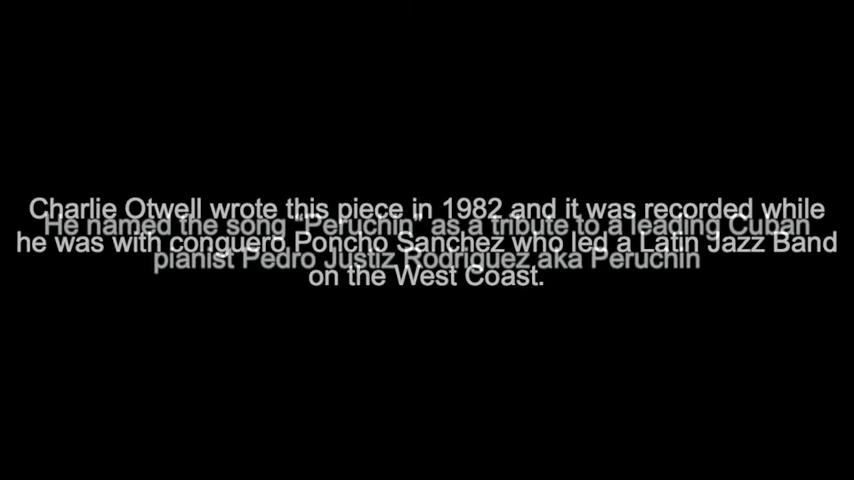 Charlie Otwell wrote this piece in 1982 and it was recorded while
he was with conguero Poncho Sanchez who led a Latin Jazz Band
on the West Coast.
He named the song "Peruchin" as a tribute to a leading Cuban
pianist Pedro Justiz Rodriguez aka Peruchin